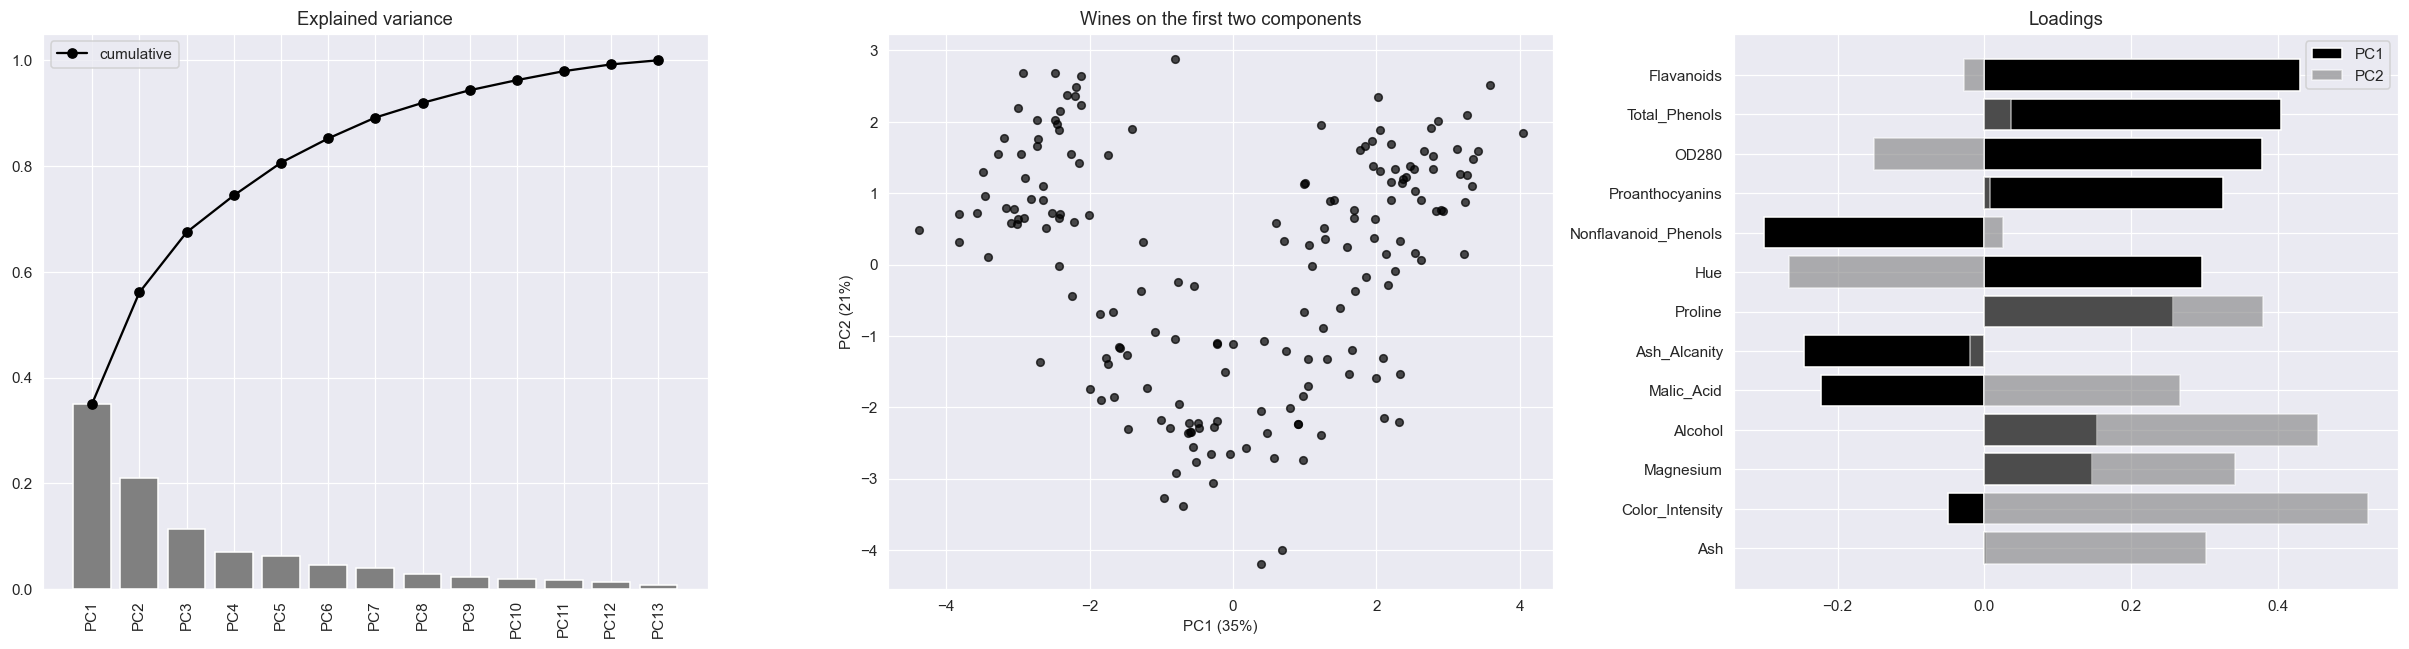 Explained variance
cumulative
1.0
0.8
0.6
0.4
0.2
0.0
PC1
PC2
PC3
PC4
PC5
PC6
PC7
PC8
PC9
PC10
PC11
PC12
PC13
Wines on the first two components
PC2 (21%)
3
2
1
0
−1
−2
−3
−4
−4
−2
0
2
4
PC1 (35%)
Loadings
PC1
PC2
Flavanoids
Total_Phenols
OD280
Proanthocyanins
Nonflavanoid_Phenols
Hue
Proline
Ash_Alcanity
Malic_Acid
Alcohol
Magnesium
Color_Intensity
Ash
−0.2
0.0
0.2
0.4